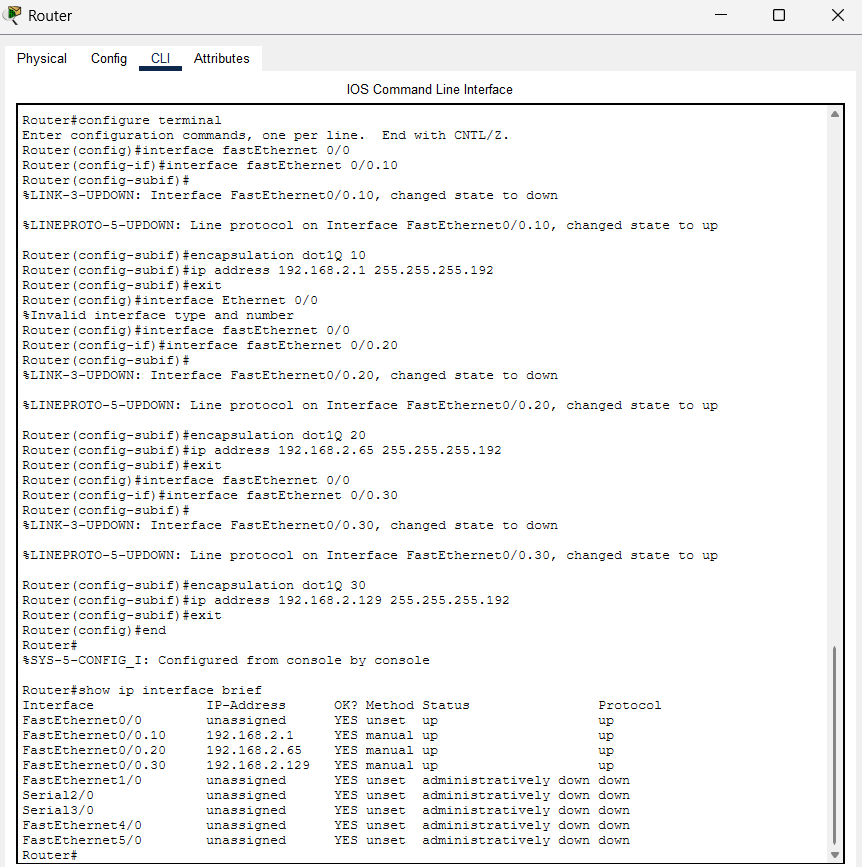 Router
Physical Config CLI Attributes
IOS Command Line Interface
Router#configure terminal
Enter configuration commands, one per line.  End with CNTL/Z.
Router(config)#interface fastEthernet 0/0
Router(config-if)#interface fastEthernet 0/0.10
Router(config-subif)#
%LINK-3-UPDOWN: Interface FastEthernet0/0.10, changed state to down
%LINEPROTO-5-UPDOWN: Line protocol on Interface FastEthernet0/0.10, changed state to up
Router(config-subif)#encapsulation dot1Q 10
Router(config-subif)#ip address 192.168.2.1 255.255.255.192
Router(config-subif)#exit
Router(config)#interface Ethernet 0/0
%Invalid interface type and number
Router(config)#interface fastEthernet 0/0
Router(config-if)#interface fastEthernet 0/0.20
Router(config-subif)#
%LINK-3-UPDOWN: Interface FastEthernet0/0.20, changed state to down
%LINEPROTO-5-UPDOWN: Line protocol on Interface FastEthernet0/0.20, changed state to up
Router(config-subif)#encapsulation dot1Q 20
Router(config-subif)#ip address 192.168.2.65 255.255.255.192
Router(config-subif)#exit
Router(config)#interface fastEthernet 0/0
Router(config-if)#interface fastEthernet 0/0.30
Router(config-subif)#
%LINK-3-UPDOWN: Interface FastEthernet0/0.30, changed state to down
%LINEPROTO-5-UPDOWN: Line protocol on Interface FastEthernet0/0.30, changed state to up
Router(config-subif)#encapsulation dot1Q 30
Router(config-subif)#ip address 192.168.2.129 255.255.255.192
Router(config-subif)#exit
Router(config)#end
Router#
%SYS-5-CONFIG_I: Configured from console by console
Router#show ip interface brief
Interface              IP-Address      OK? Method Status                Protocol
FastEthernet0/0        unassigned      YES unset  up                    up
FastEthernet0/0.10     192.168.2.1     YES manual up                    up
FastEthernet0/0.20     192.168.2.65    YES manual up                    up
FastEthernet0/0.30     192.168.2.129   YES manual up                    up
FastEthernet1/0        unassigned      YES unset  administratively down down
Serial2/0              unassigned      YES unset  administratively down down
Serial3/0              unassigned      YES unset  administratively down down
FastEthernet4/0        unassigned      YES unset  administratively down down
FastEthernet5/0        unassigned      YES unset  administratively down down
Router#